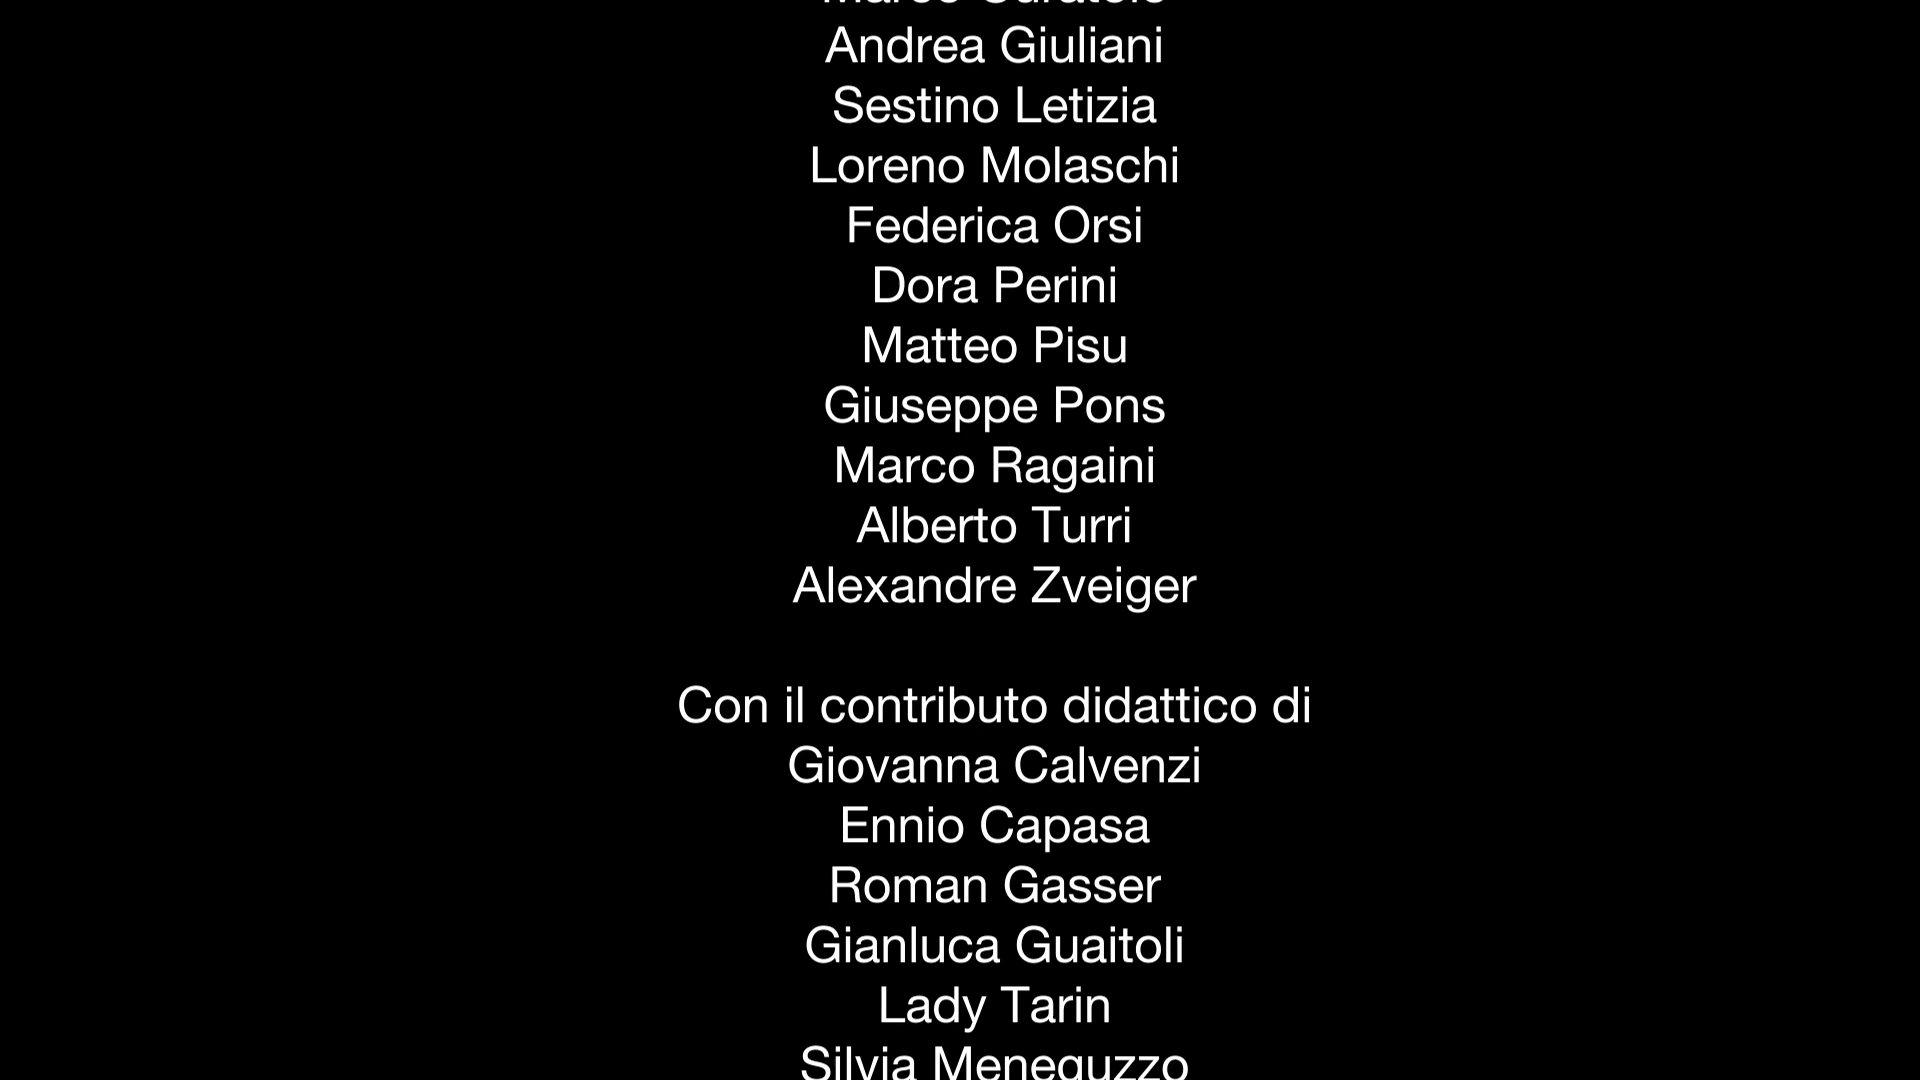 Andrea Giuliani
Sestino Letizia
Loreno Molaschi
Federica Orsi
Dora Perini
Matteo Pisu
Giuseppe Pons
Marco Ragaini
Alberto Turri
Alexandre Zveiger
Con il contributo didattico di
Giovanna Calvenzi
Ennio Capasa
Roman Gasser
Gianluca Guaitoli
Lady Tarin
Silvia Meneguzzo